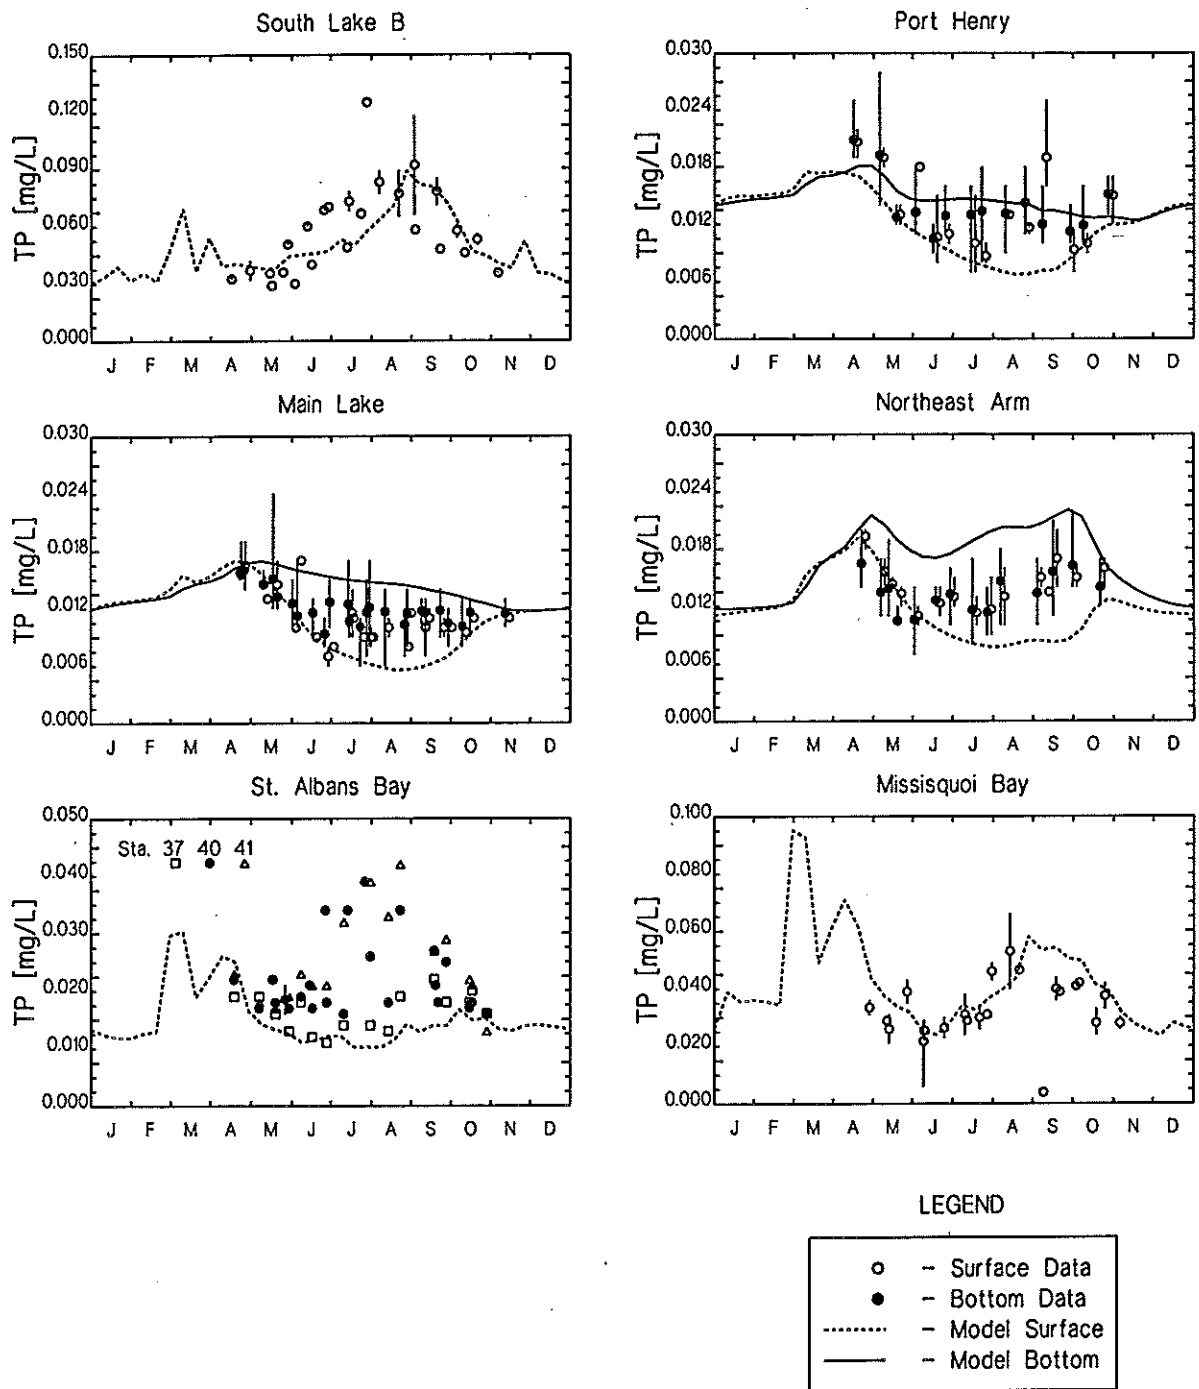 South Lake B
TP [mg/L]
0.150
0.120
0.090
0.060
0.030
0.000
J F M A M J J A S O N D
Port Henry
TP [mg/L]
0.030
0.024
0.018
0.012
0.006
0.000
J F M A M J J A S O N D
Main Lake
TP [mg/L]
0.030
0.024
0.018
0.012
0.006
0.000
J F M A M J J A S O N D
Northeast Arm
TP [mg/L]
0.030
0.024
0.018
0.012
0.006
0.000
J F M A M J J A S O N D
St. Albans Bay
TP [mg/L]
0.050
0.040
0.030
0.020
0.010
0.000
Sta. 37 40 41
J F M A M J J A S O N D
Missisquoi Bay
TP [mg/L]
0.100
0.080
0.060
0.040
0.020
0.000
J F M A M J J A S O N D
LEGEND
- Surface Data
- Bottom Data
- Model Surface
- Model Bottom